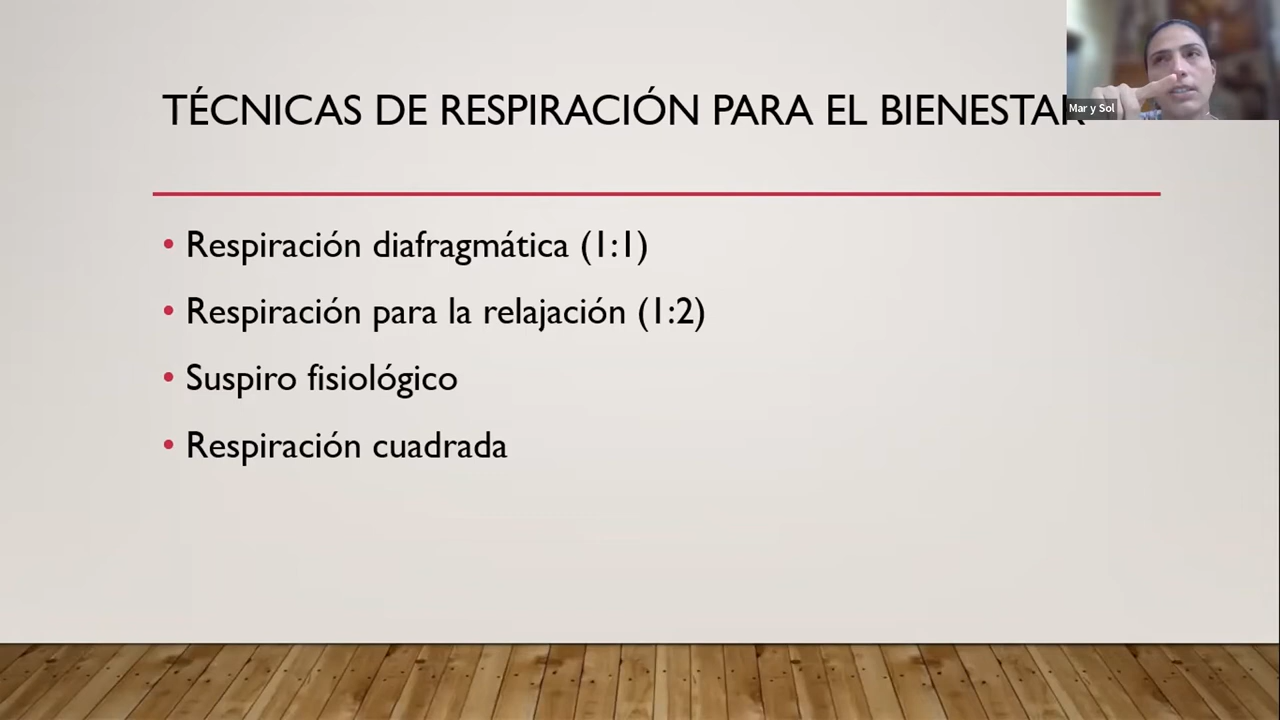 TÉCNICAS DE RESPIRACIÓN PARA EL BIENESTAR
Mar y Sol
• Respiración diafragmática (1:1)
• Respiración para la relajación (1:2)
• Suspiro fisiológico
• Respiración cuadrada